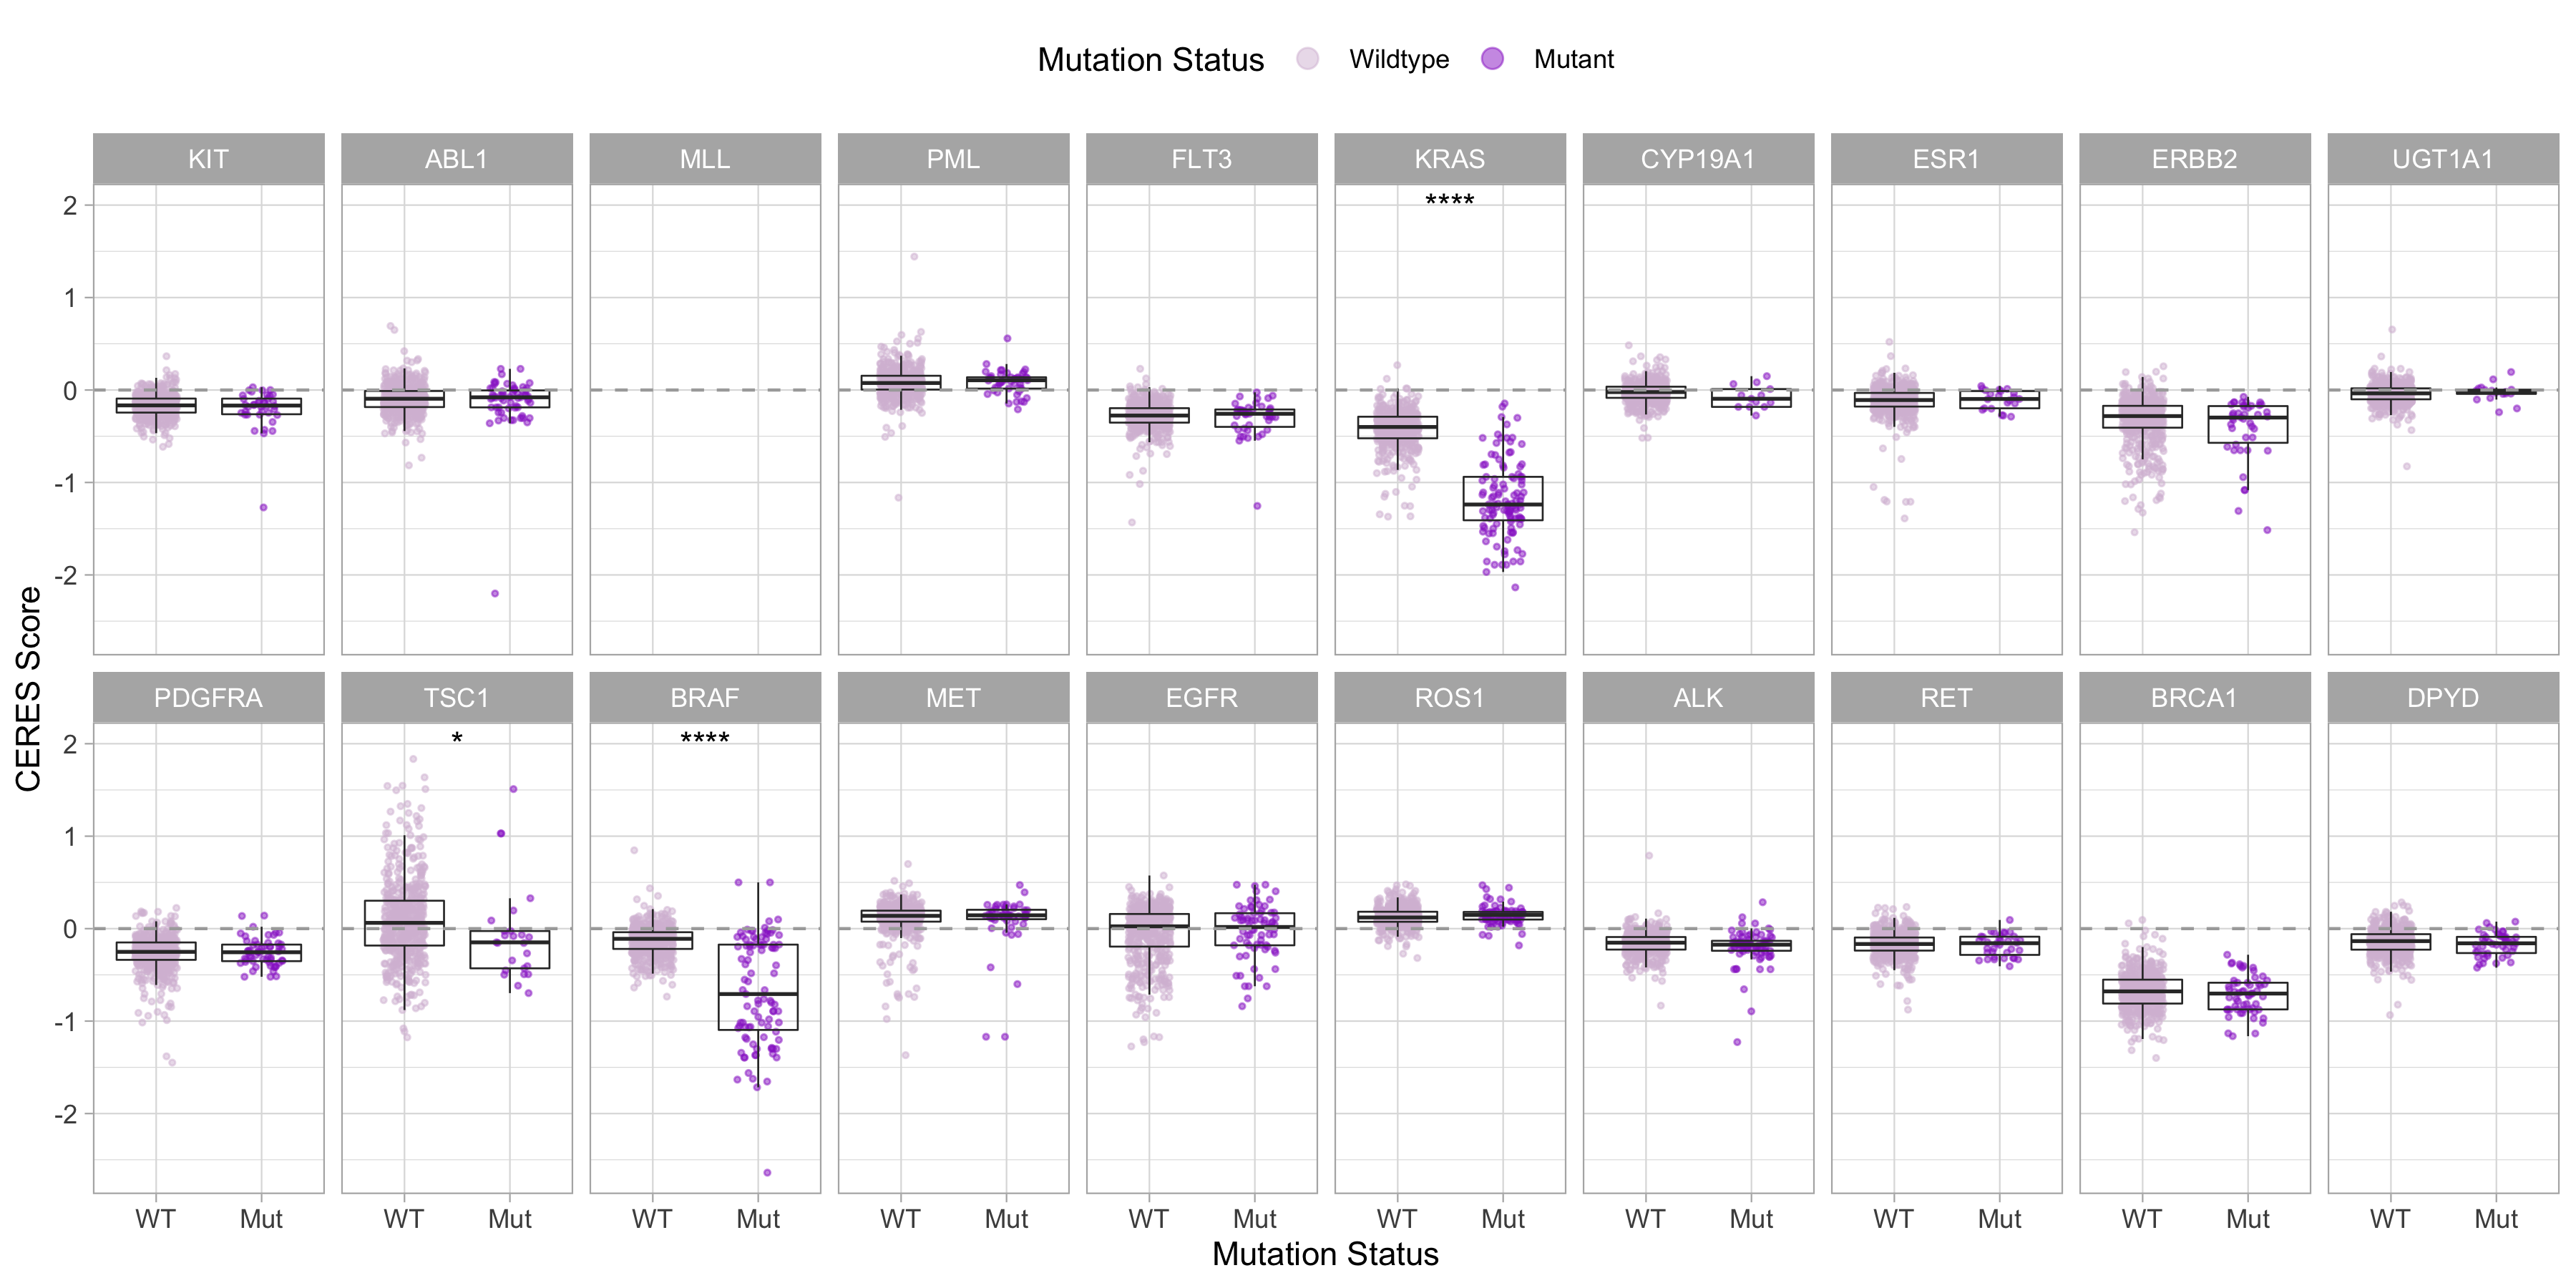 Mutation Status Wildtype Mutant
KIT ABL1 MLL PML FLT3 KRAS CYP19A1 ESR1 ERBB2 UGT1A1
****
2
1
0
-1
-2
CERES Score
PDGFRA TSC1 BRAF MET EGFR ROS1 ALK RET BRCA1 DPYD
* ****
2
1
0
-1
-2
WT Mut WT Mut WT Mut WT Mut WT Mut WT Mut WT Mut WT Mut WT Mut WT Mut
Mutation Status